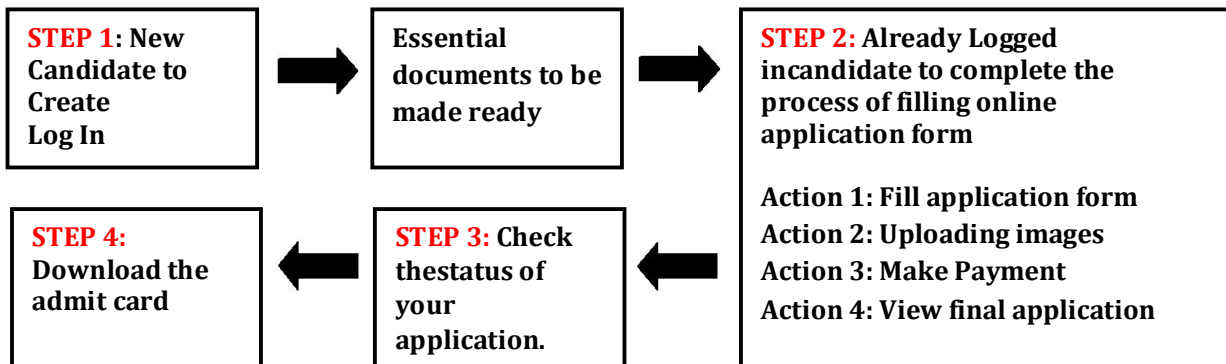 STEP 1: New
Candidate to
Create
Log In
Essential
documents to be
made ready
STEP 2: Already Logged
incandidate to complete the
process of filling online
application form
Action 1: Fill application form
Action 2: Uploading images
Action 3: Make Payment
Action 4: View final application
STEP 3: Check
thestatus of
your
application.
STEP 4:
Download the
admit card